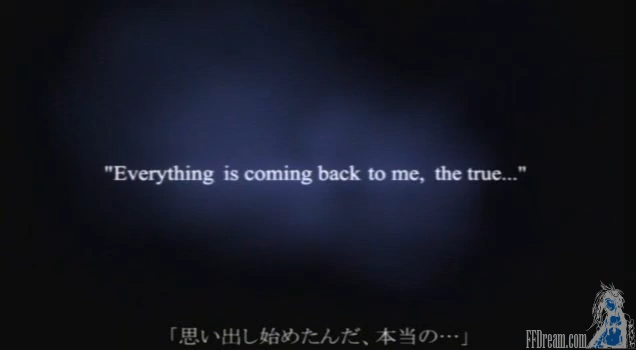 "Everything is coming back to me, the true..."
「思い出し始めたんだ、本当の…」
FFDream.com